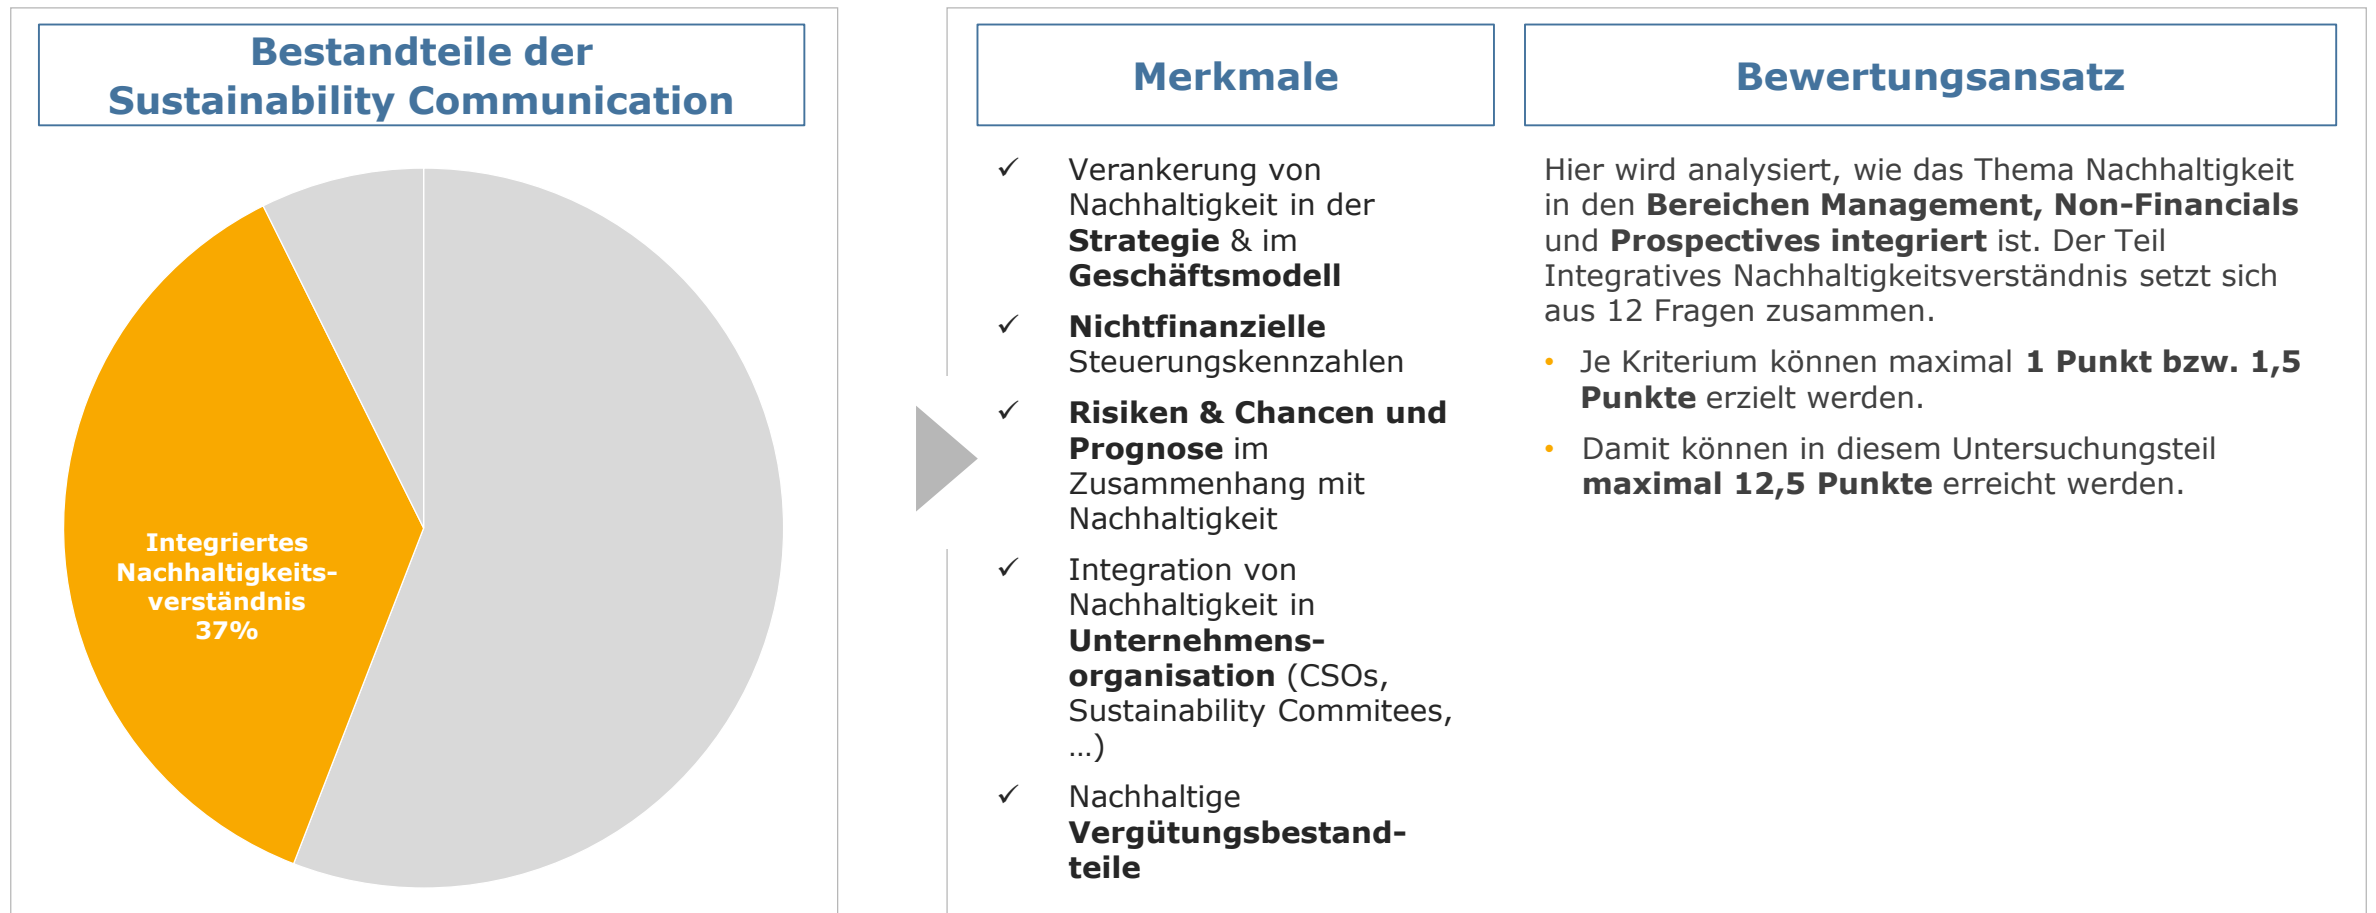 Bestandteile der
Sustainability Communication
Integriertes
Nachhaltigkeits-
verständnis
37%
Merkmale
✓ Verankerung von
Nachhaltigkeit in der
Strategie & im
Geschäftsmodell
✓ Nichtfinanzielle
Steuerungskennzahlen
✓ Risiken & Chancen und
Prognose im
Zusammenhang mit
Nachhaltigkeit
✓ Integration von
Nachhaltigkeit in
Unternehmens-
organisation (CSOs,
Sustainability Commitees,
…)
✓ Nachhaltige
Vergütungsbestand-
teile
Bewertungsansatz
Hier wird analysiert, wie das Thema Nachhaltigkeit
in den Bereichen Management, Non-Financials
und Prospectives integriert ist. Der Teil
Integratives Nachhaltigkeitsverständnis setzt sich
aus 12 Fragen zusammen.
• Je Kriterium können maximal 1 Punkt bzw. 1,5
Punkte erzielt werden.
• Damit können in diesem Untersuchungsteil
maximal 12,5 Punkte erreicht werden.